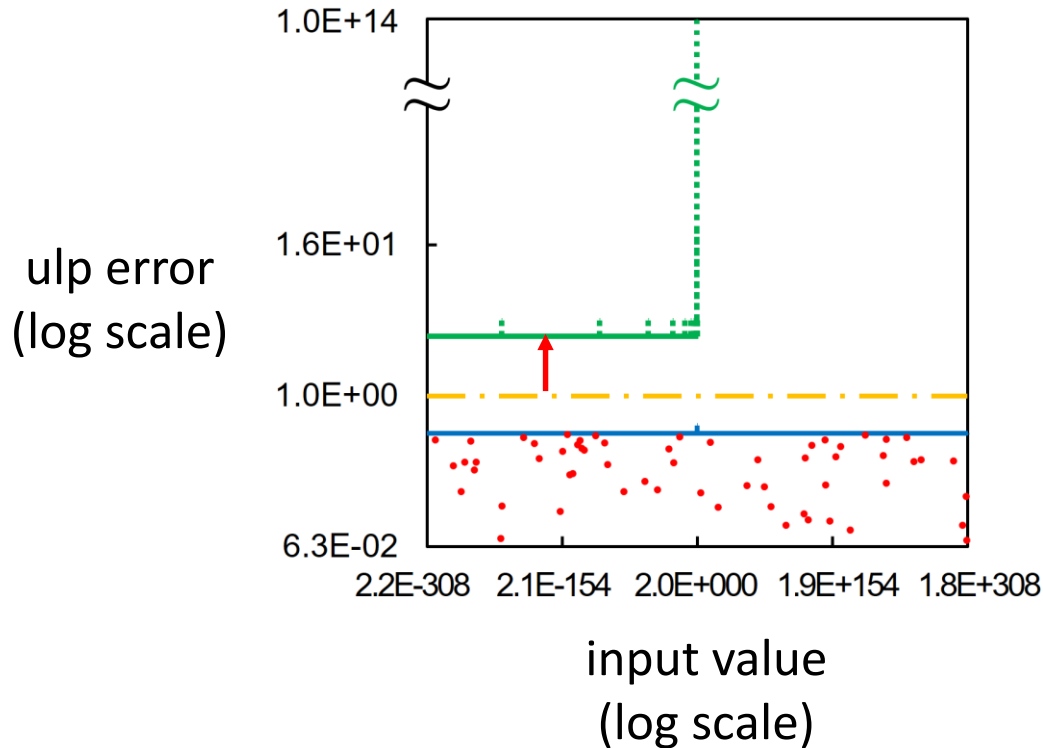 1.0E+14
1.6E+01
ulp error
(log scale)
1.0E+00
6.3E-02
2.2E-308 2.1E-154 2.0E+000 1.9E+154 1.8E+308
input value
(log scale)